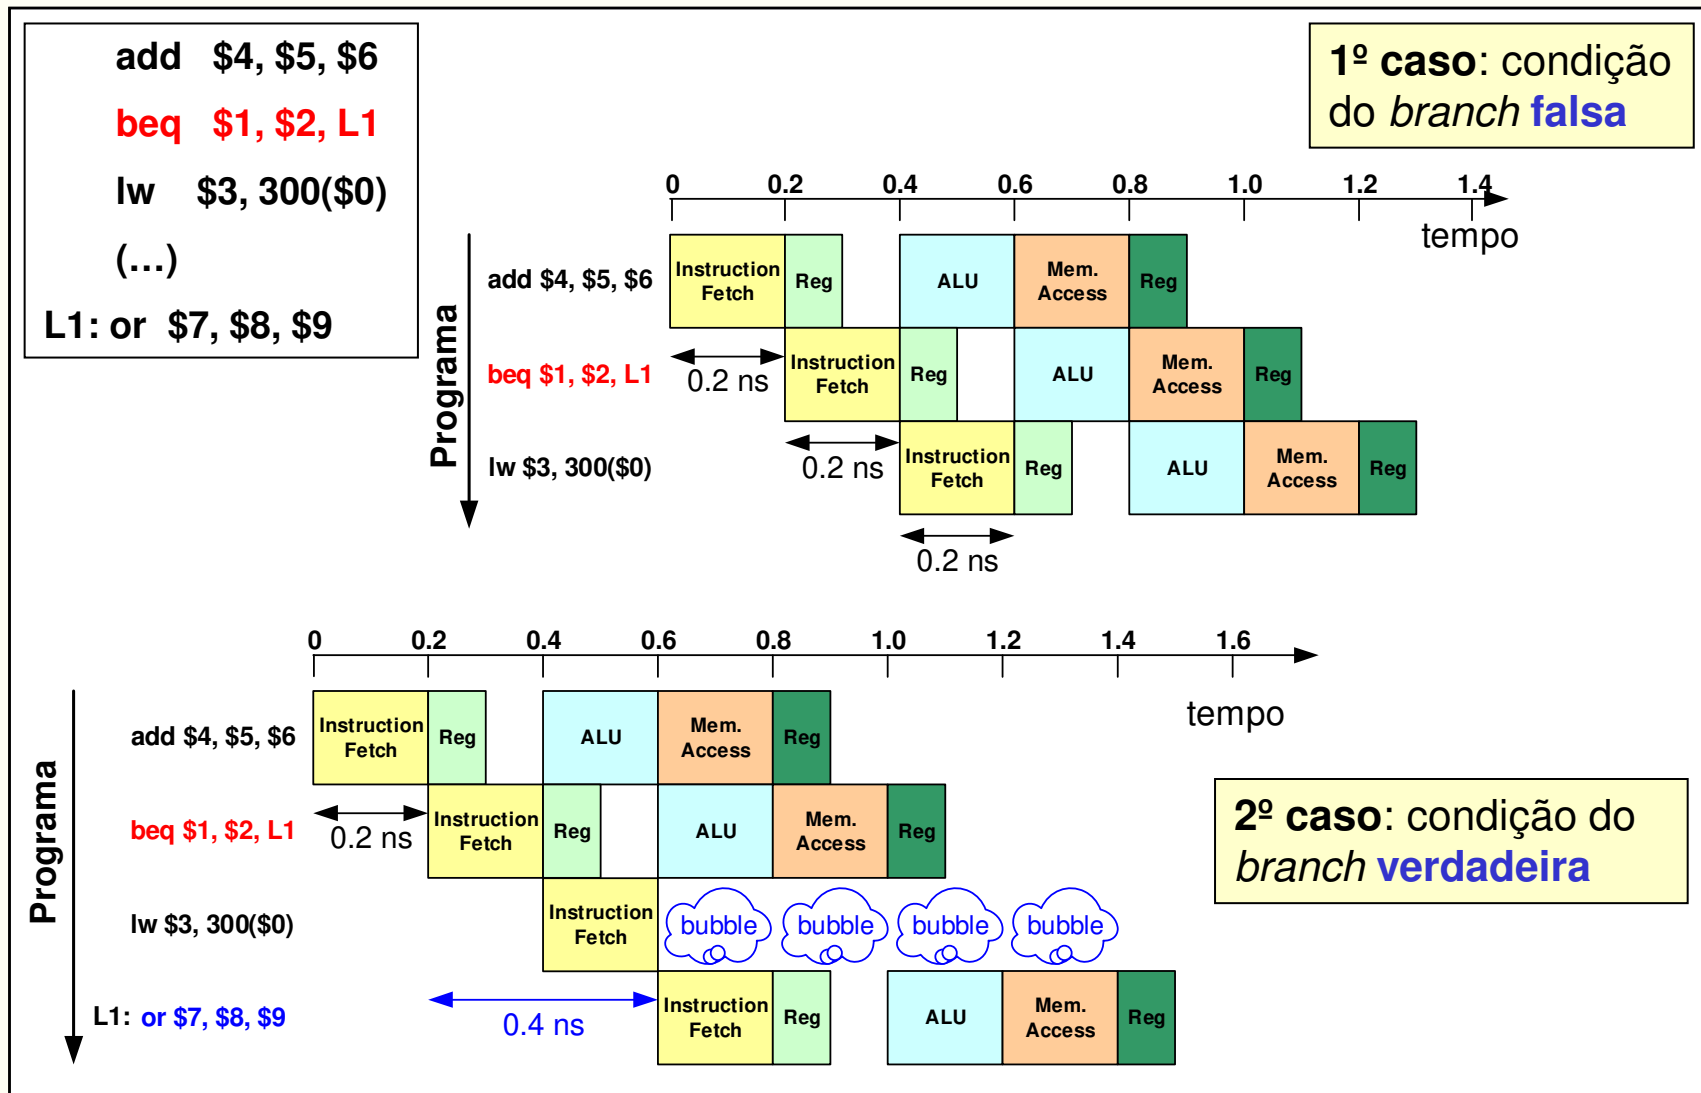 add $4, $5, $6
beq $1, $2, L1
lw $3, 300($0)
(…)
L1: or $7, $8, $9
1º caso: condição
do branch falsa
0 0.2 0.4 0.6 0.8 1.0 1.2 1.4
tempo
Programa
add $4, $5, $6
Instruction
Fetch
Reg
ALU
Mem.
Access
Reg
0.2 ns
beq $1, $2, L1
Instruction
Fetch
Reg
ALU
Mem.
Access
Reg
0.2 ns
lw $3, 300($0)
Instruction
Fetch
Reg
ALU
Mem.
Access
Reg
0.2 ns
0 0.2 0.4 0.6 0.8 1.0 1.2 1.4 1.6
tempo
Programa
add $4, $5, $6
Instruction
Fetch
Reg
ALU
Mem.
Access
Reg
0.2 ns
beq $1, $2, L1
Instruction
Fetch
Reg
ALU
Mem.
Access
Reg
2º caso: condição do
branch verdadeira
lw $3, 300($0)
Instruction
Fetch
bubble
bubble
bubble
bubble
L1: or $7, $8, $9
0.4 ns
Instruction
Fetch
Reg
ALU
Mem.
Access
Reg